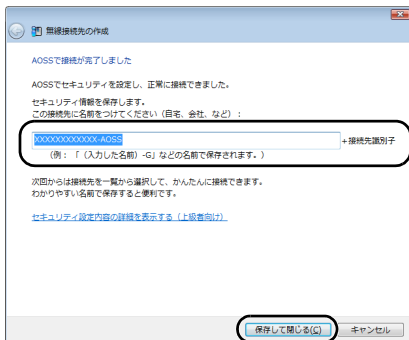 無線接続先の作成
AOSSで接続が完了しました
AOSSでセキュリティを設定し、正常に接続できました。
セキュリティ情報を保存します。
この接続先に名前をつけてください（自宅、会社、など）：
XXXXXXXXXXXX-AOSS +接続先識別子
（例：「（入力した名前）-G」などの名前で保存されます。）
次回からは接続先を一覧から選択して、かんたんに接続できます。
わかりやすい名前で保存すると便利です。
セキュリティ設定内容の詳細を表示する（上級者向け）
保存して閉じる(C) キャンセル